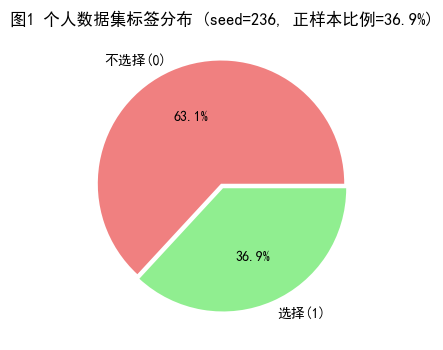 图1 个人数据集标签分布 (seed=236, 正样本比例=36.9%)
不选择(0)
63.1%
36.9%
选择(1)